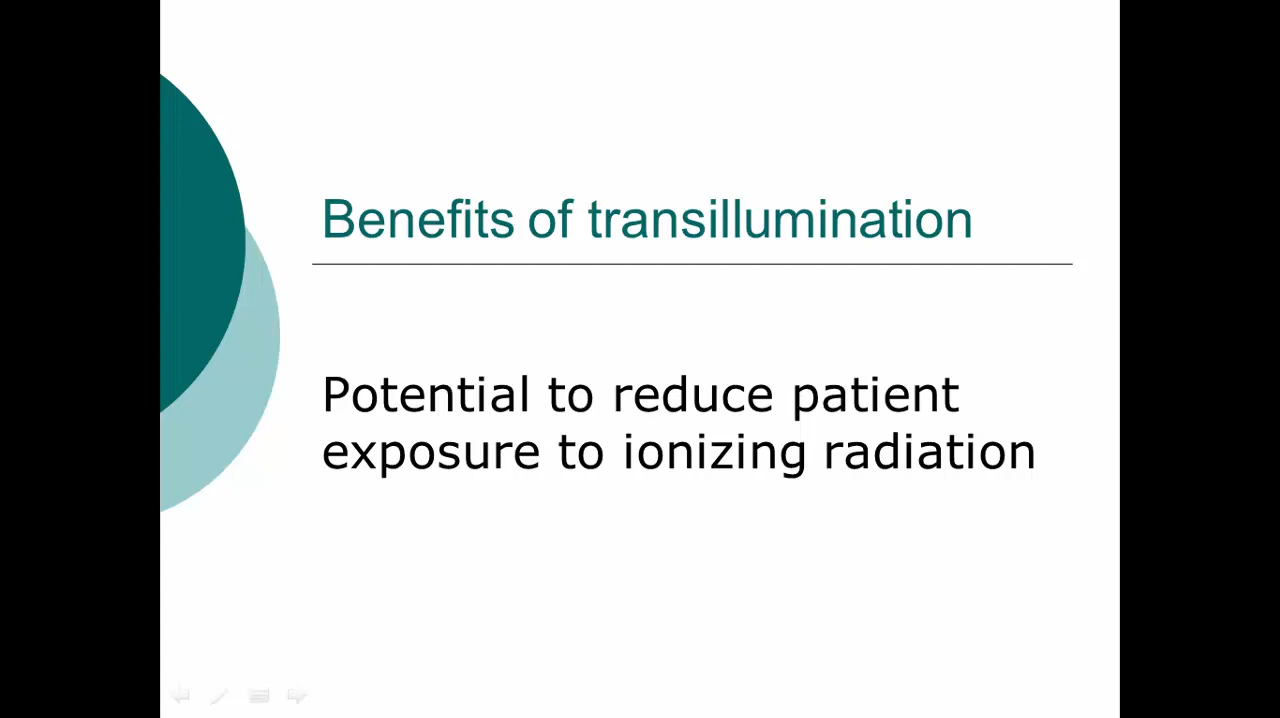 Benefits of transillumination
Potential to reduce patient
exposure to ionizing radiation